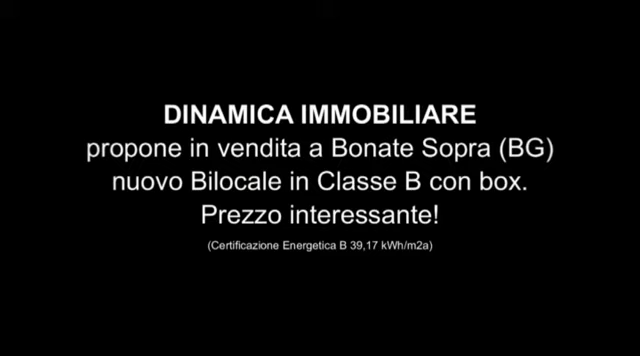 DINAMICA IMMOBILIARE
propone in vendita a Bonate Sopra (BG)
nuovo Bilocale in Classe B con box.
Prezzo interessante!
(Certificazione Energetica B 39,17 kWh/m2a)